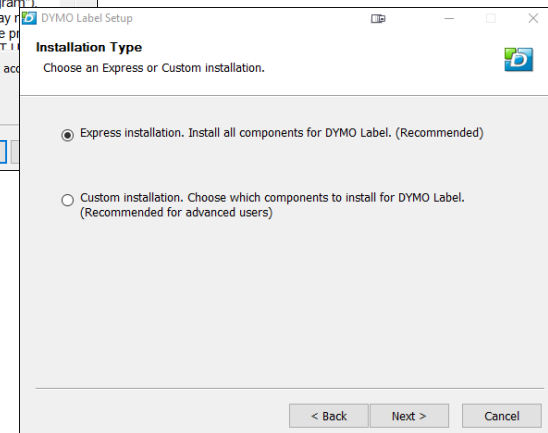 gram").
DYMO Label Setup
Installation Type
Choose an Express or Custom installation.
Express installation. Install all components for DYMO Label. (Recommended)
Custom installation. Choose which components to install for DYMO Label.
(Recommended for advanced users)
< Back Next > Cancel